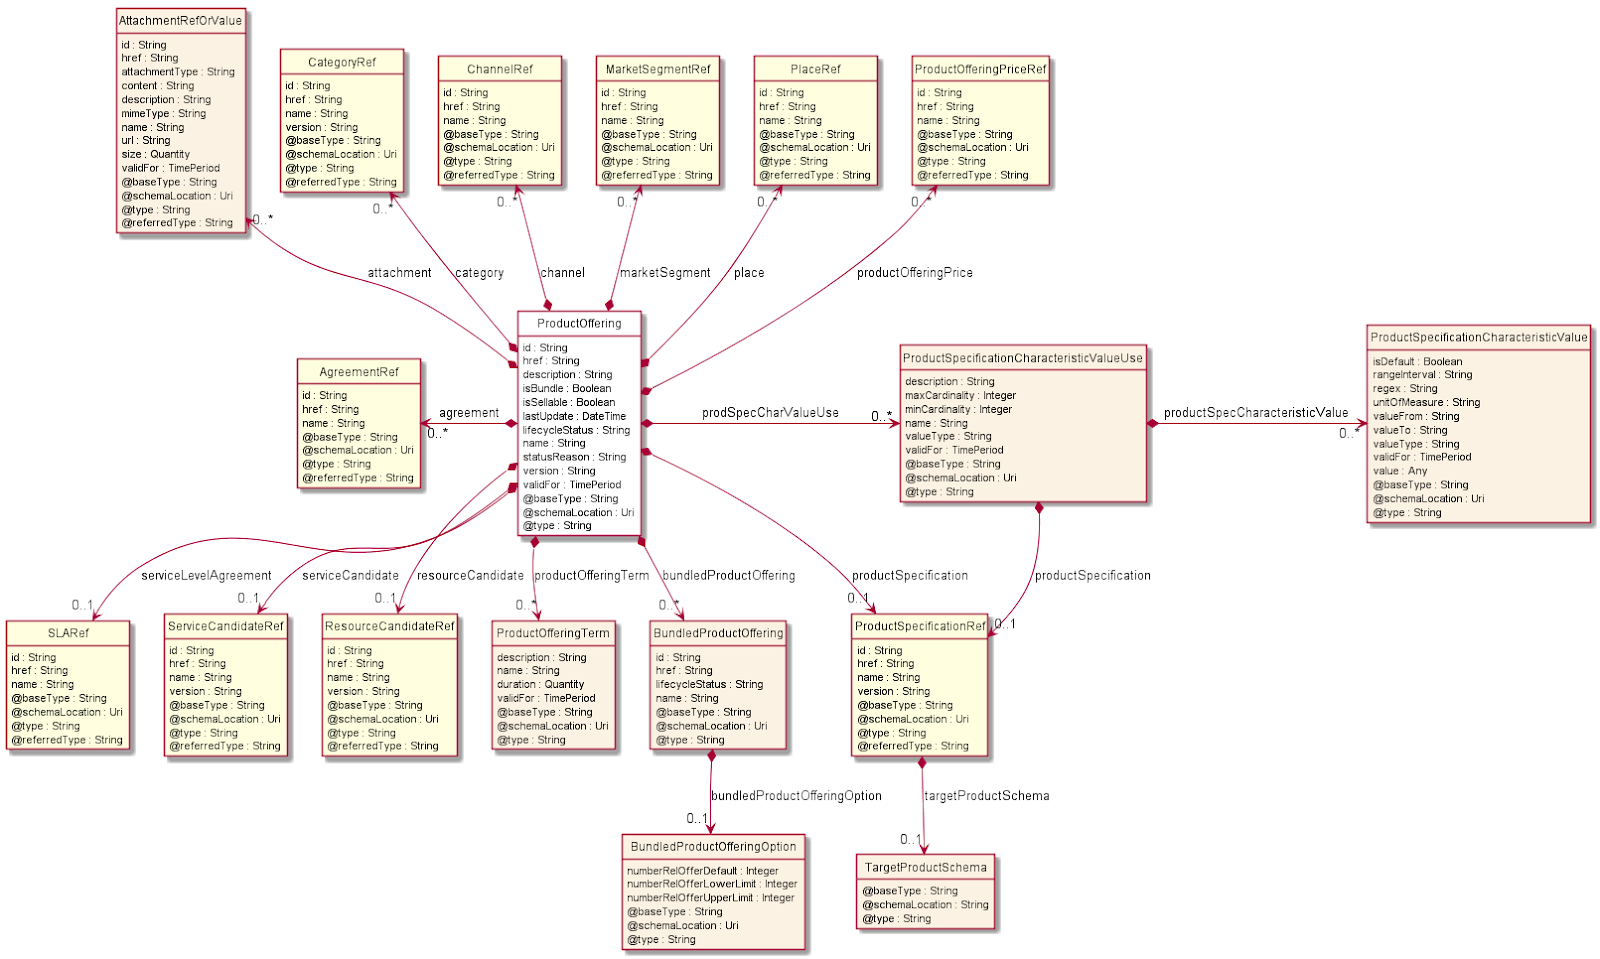 AttachmentRefOrValue
id : String
href : String
attachmentType : String
content : String
description : String
mimeType : String
name : String
url : String
size : Quantity
validFor : TimePeriod
@baseType : String
@schemaLocation : Uri
@type : String
@referredType : String
CategoryRef
id : String
href : String
name : String
version : String
@baseType : String
@schemaLocation : Uri
@type : String
@referredType : String
ChannelRef
id : String
href : String
name : String
@baseType : String
@schemaLocation : Uri
@type : String
@referredType : String
MarketSegmentRef
id : String
href : String
name : String
@baseType : String
@schemaLocation : Uri
@type : String
@referredType : String
PlaceRef
id : String
href : String
name : String
@baseType : String
@schemaLocation : Uri
@type : String
@referredType : String
ProductOfferingPriceRef
id : String
href : String
name : String
@baseType : String
@schemaLocation : Uri
@type : String
@referredType : String
0..*
0..*
0..*
0..*
0..*
0..*
attachment
category
channel
marketSegment
place
productOfferingPrice
ProductOffering
id : String
href : String
description : String
isBundle : Boolean
isSellable : Boolean
lastUpdate : DateTime
lifecycleStatus : String
name : String
statusReason : String
version : String
validFor : TimePeriod
@baseType : String
@schemaLocation : Uri
@type : String
AgreementRef
id : String
href : String
name : String
@baseType : String
@schemaLocation : Uri
@type : String
@referredType : String
agreement
0..*
prodSpecCharValueUse
0..*
ProductSpecificationCharacteristicValueUse
description : String
maxCardinality : Integer
minCardinality : Integer
name : String
valueType : String
validFor : TimePeriod
@baseType : String
@schemaLocation : Uri
@type : String
productSpecCharacteristicValue
0..*
ProductSpecificationCharacteristicValue
isDefault : Boolean
rangeInterval : String
regex : String
unitOfMeasure : String
valueFrom : String
valueTo : String
valueType : String
validFor : TimePeriod
value : Any
@baseType : String
@schemaLocation : Uri
@type : String
serviceLevelAgreement
serviceCandidate
resourceCandidate
productOfferingTerm
bundledProductOffering
productSpecification
productSpecification
0..1
0..1
0..1
0..*
0..*
0..1
0..1
SLARef
id : String
href : String
name : String
@baseType : String
@schemaLocation : Uri
@type : String
@referredType : String
ServiceCandidateRef
id : String
href : String
name : String
version : String
@baseType : String
@schemaLocation : Uri
@type : String
@referredType : String
ResourceCandidateRef
id : String
href : String
name : String
version : String
@baseType : String
@schemaLocation : Uri
@type : String
@referredType : String
ProductOfferingTerm
description : String
name : String
duration : Quantity
validFor : TimePeriod
@baseType : String
@schemaLocation : Uri
@type : String
BundledProductOffering
id : String
href : String
lifecycleStatus : String
name : String
@baseType : String
@schemaLocation : Uri
@type : String
ProductSpecificationRef
id : String
href : String
name : String
version : String
@baseType : String
@schemaLocation : Uri
@type : String
@referredType : String
bundledProductOfferingOption
0..1
targetProductSchema
0..1
BundledProductOfferingOption
numberRelOfferDefault : Integer
numberRelOfferLowerLimit : Integer
numberRelOfferUpperLimit : Integer
@baseType : String
@schemaLocation : Uri
@type : String
TargetProductSchema
@baseType : String
@schemaLocation : String
@type : String